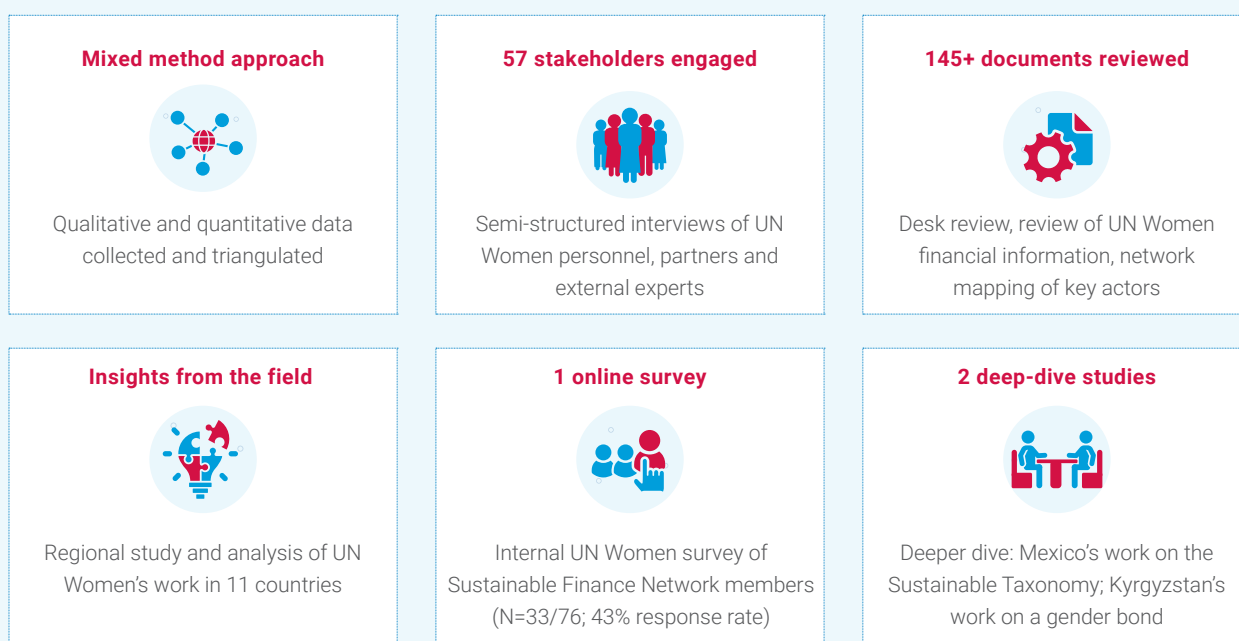 Mixed method approach
Qualitative and quantitative data
collected and triangulated
57 stakeholders engaged
Semi-structured interviews of UN
Women personnel, partners and
external experts
145+ documents reviewed
Desk review, review of UN Women
financial information, network
mapping of key actors
Insights from the field
Regional study and analysis of UN
Women’s work in 11 countries
1 online survey
Internal UN Women survey of
Sustainable Finance Network members
(N=33/76; 43% response rate)
2 deep-dive studies
Deeper dive: Mexico’s work on the
Sustainable Taxonomy; Kyrgyzstan’s
work on a gender bond